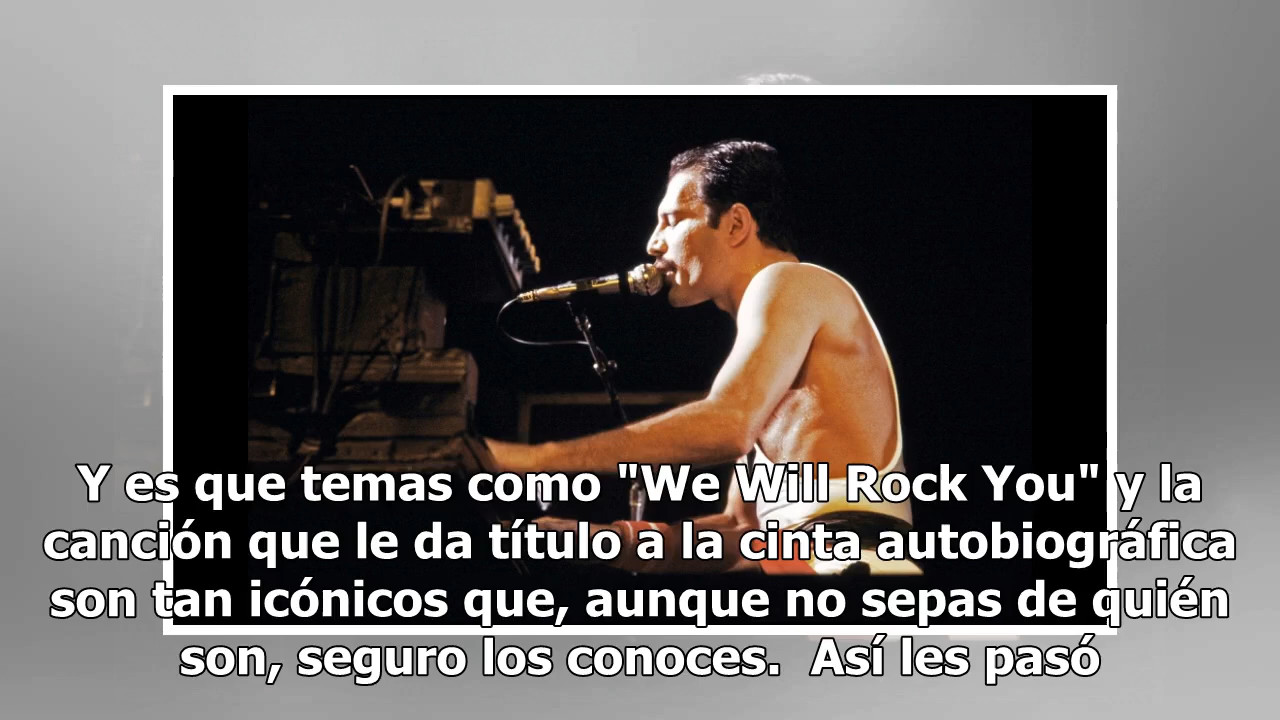 Y es que temas como "We Will Rock You" y la
canción que le da título a la cinta autobiográfica
son tan icónicos que, aunque no sepas de quién
son, seguro los conoces.  Así les pasó